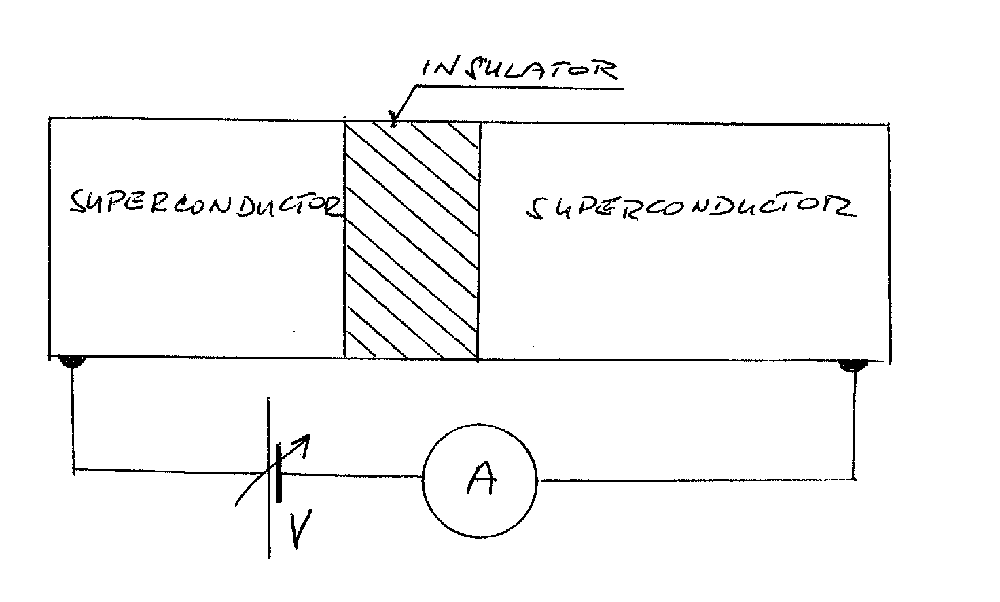 INSULATOR
SUPERCONDUCTOR
SUPERCONDUCTOR
A
V